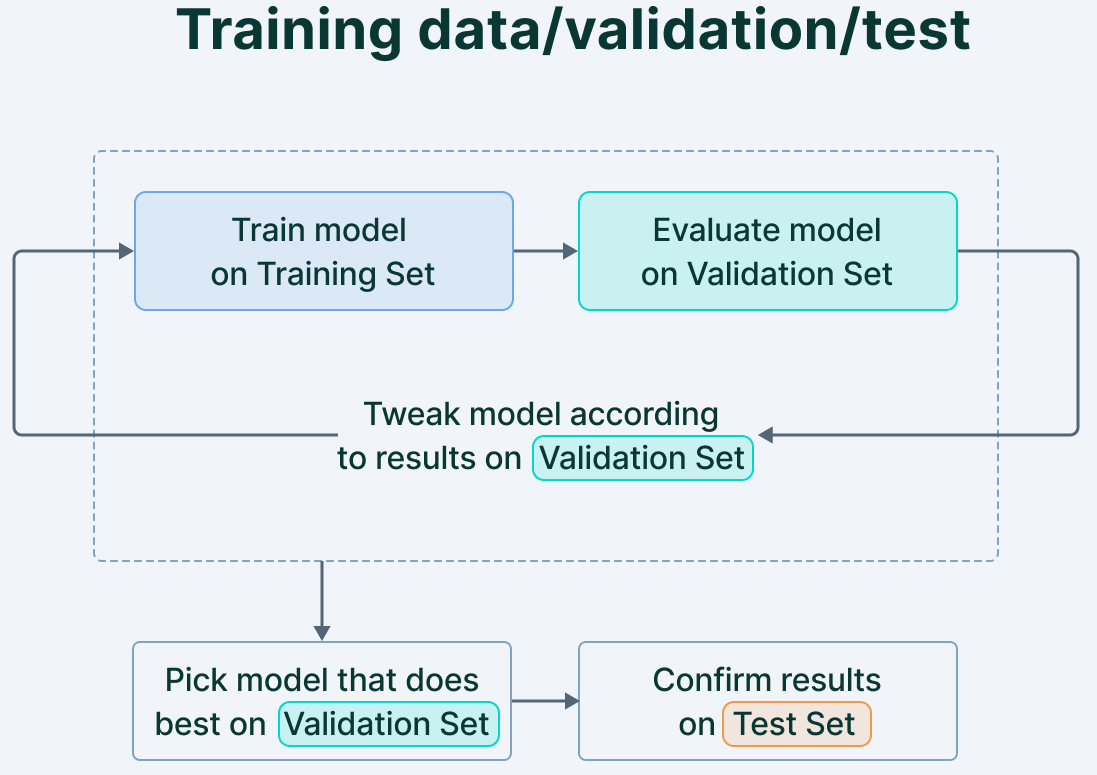 Training data/validation/test
Train model
on Training Set
Evaluate model
on Validation Set
Tweak model according
to results on Validation Set
Pick model that does
best on Validation Set
Confirm results
on Test Set